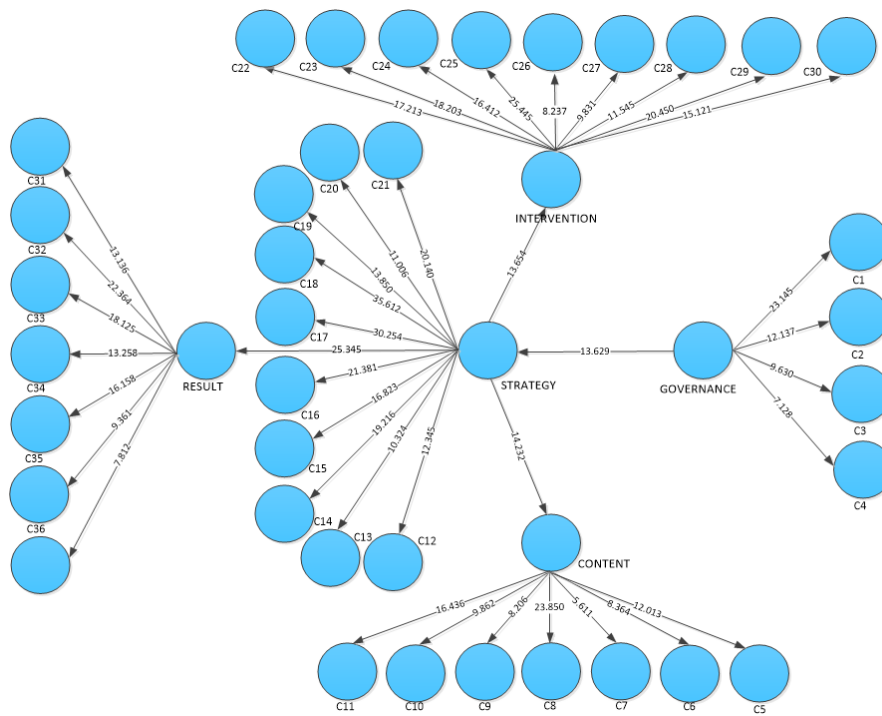 C22
C23
C24
C25
C26
C27
C28
C29
C30
17.213
18.203
16.412
25.445
8.237
9.831
11.545
20.450
15.121
INTERVENTION
C31
C32
C33
C34
C35
C36
13.136
22.364
18.125
13.258
16.158
9.361
7.812
RESULT
C21
C20
C19
C18
C17
C16
C15
C14
C13
C12
20.140
11.006
13.850
35.612
30.254
25.345
21.381
16.823
19.216
10.324
12.345
STRATEGY
13.654
13.629
14.232
GOVERNANCE
23.145
12.137
9.630
7.128
C1
C2
C3
C4
CONTENT
16.436
9.862
8.206
23.850
5.611
8.364
12.013
C11
C10
C9
C8
C7
C6
C5